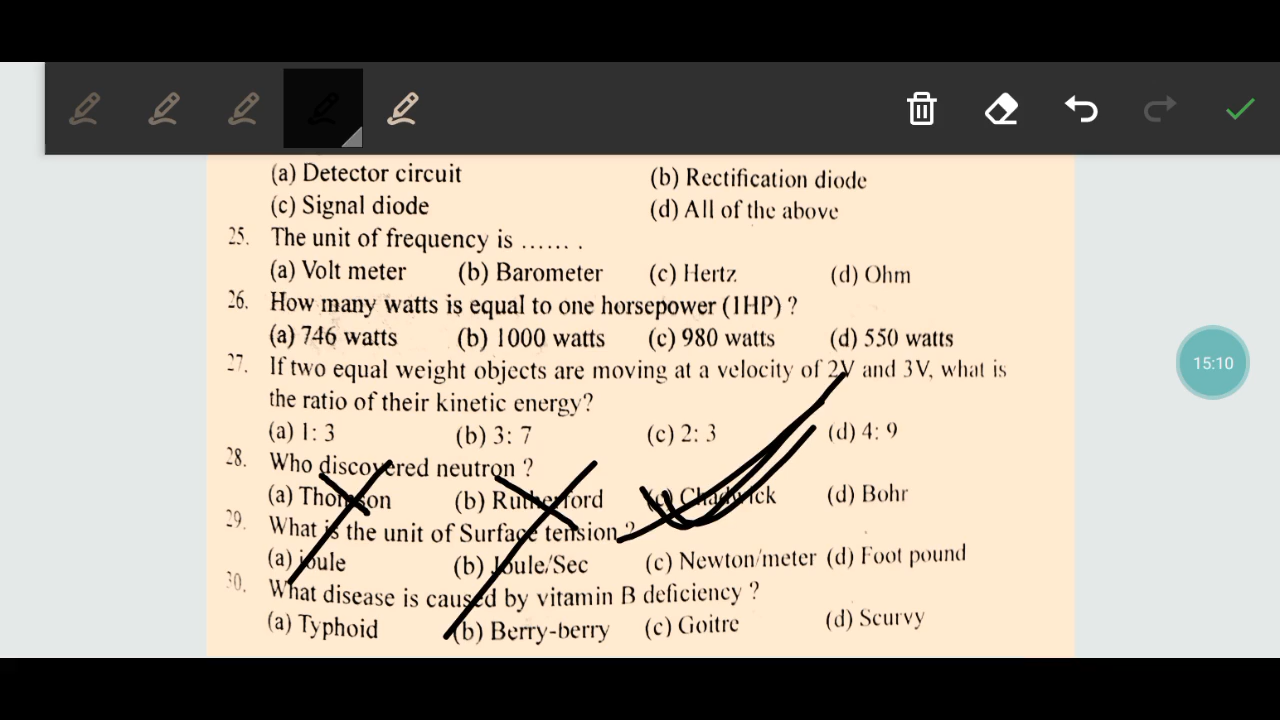 (a) Detector circuit (b) Rectification diode
(c) Signal diode (d) All of the above
25. The unit of frequency is ...... .
(a) Volt meter (b) Barometer (c) Hertz (d) Ohm
26. How many watts is equal to one horsepower (1HP) ?
(a) 746 watts (b) 1000 watts (c) 980 watts (d) 550 watts
27. If two equal weight objects are moving at a velocity of 2V and 3V, what is
the ratio of their kinetic energy?
(a) 1: 3 (b) 3: 7 (c) 2: 3 (d) 4: 9
28. Who discovered neutron ?
(a) Thomson (b) Rutherford (c) Chadwick (d) Bohr
29. What is the unit of Surface tension ?
(a) joule (b) Joule/Sec (c) Newton/meter (d) Foot pound
30. What disease is caused by vitamin B deficiency ?
(a) Typhoid (b) Berry-berry (c) Goitre (d) Scurvy
15:10